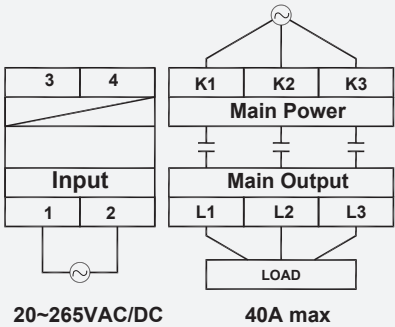 3 4
Input
1 2
20~265VAC/DC
K1 K2 K3
Main Power
Main Output
L1 L2 L3
LOAD
40A max